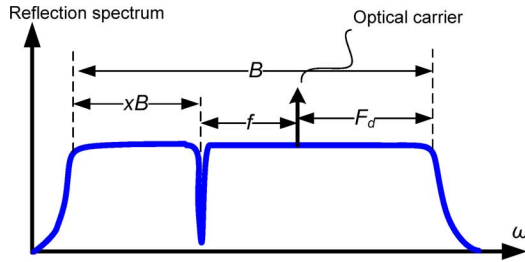 Reflection spectrum
Optical carrier
B
xB
f
F_d
ω